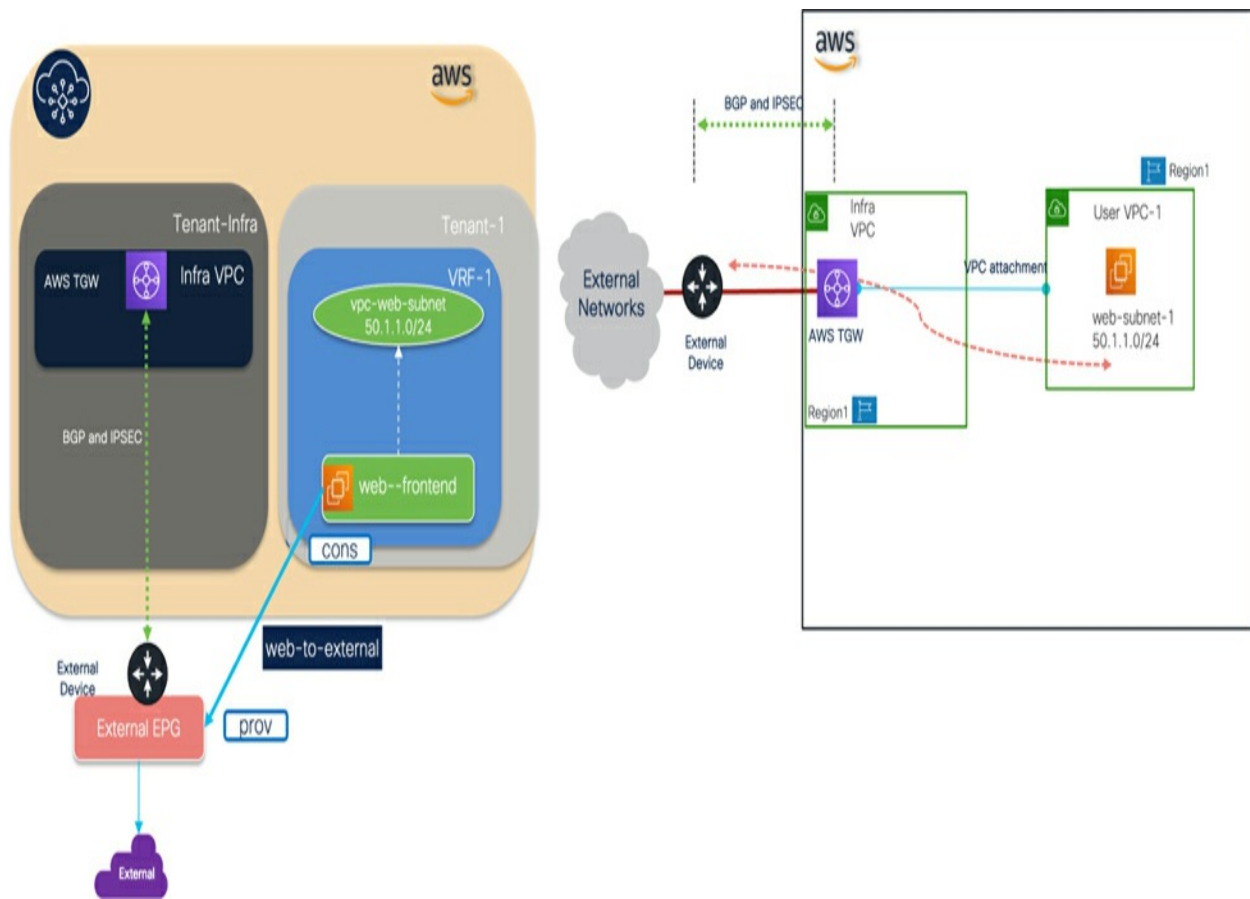 aws
Tenant-Infra
AWS TGW
Infra VPC
BGP and IPSEC
Tenant-1
VRF-1
vpc-web-subnet
50.1.1.0/24
web--frontend
cons
web-to-external
External
Device
External EPG
prov
External
aws
BGP and IPSEC
Region1
Infra
VPC
User VPC-1
VPC attachment
External
Networks
External
Device
AWS TGW
web-subnet-1
50.1.1.0/24
Region1